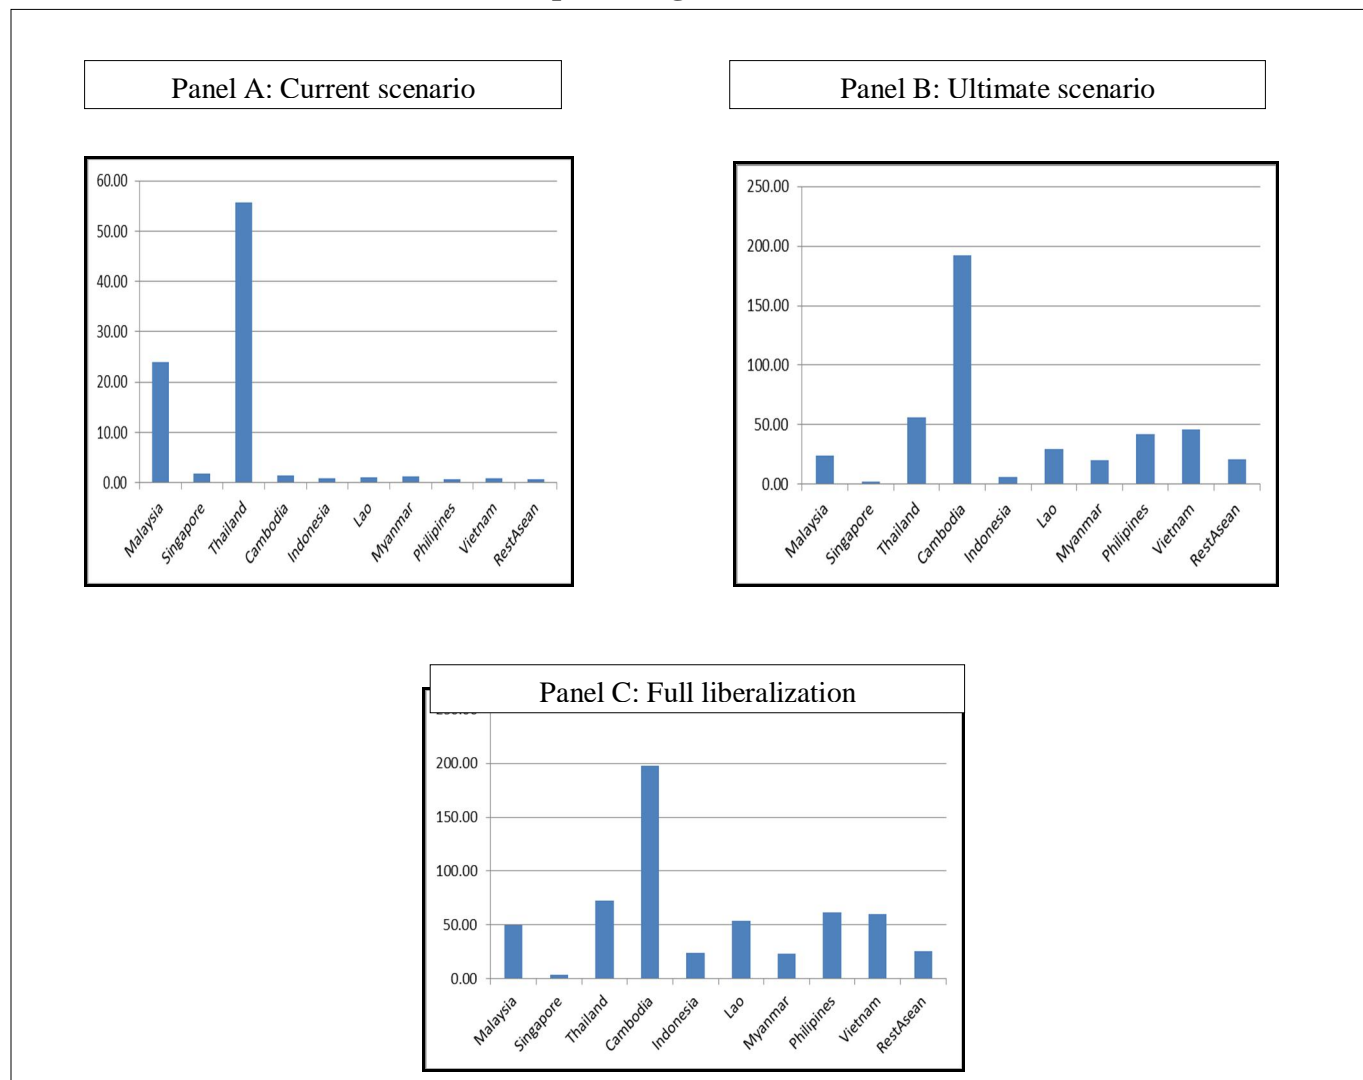 Panel A: Current scenario
Panel B: Ultimate scenario
60.00
50.00
40.00
30.00
20.00
10.00
0.00
Malaysia
Singapore
Thailand
Cambodia
Indonesia
Lao
Myanmar
Philipines
Vietnam
RestAsean
250.00
200.00
150.00
100.00
50.00
0.00
Malaysia
Singapore
Thailand
Cambodia
Indonesia
Lao
Myanmar
Philipines
Vietnam
RestAsean
Panel C: Full liberalization
200.00
150.00
100.00
50.00
0.00
Malaysia
Singapore
Thailand
Cambodia
Indonesia
Lao
Myanmar
Philipines
Vietnam
RestAsean